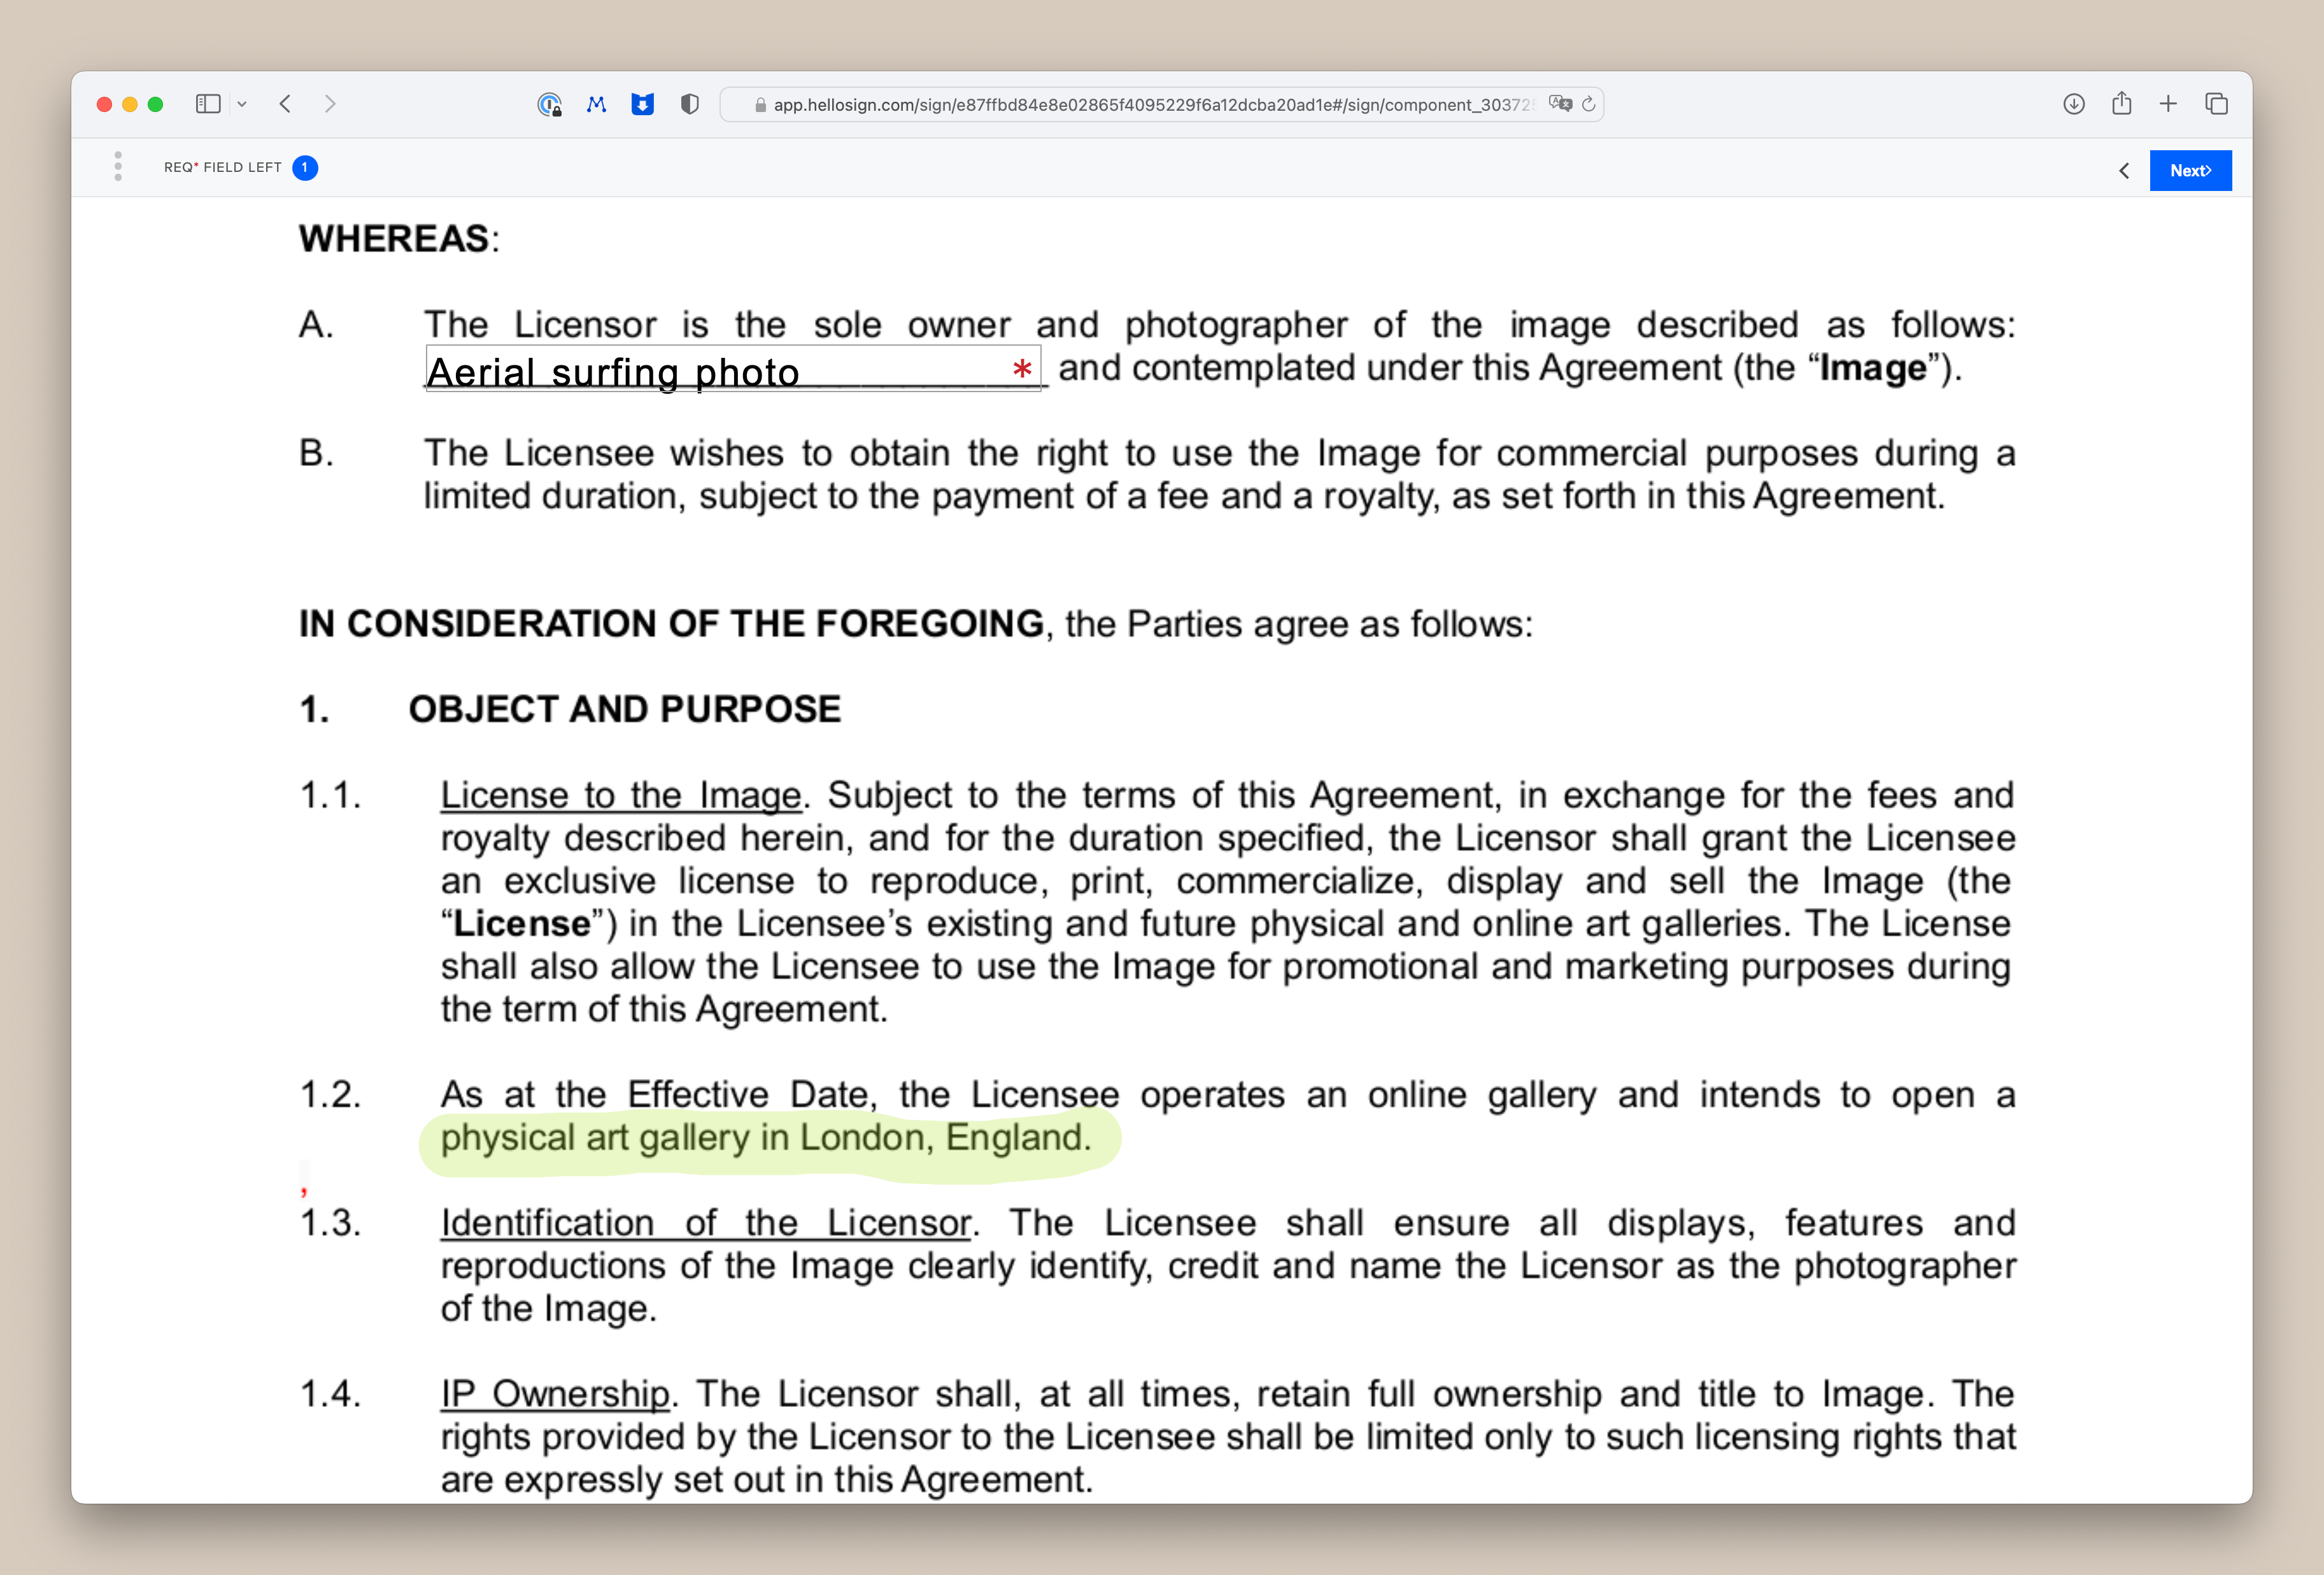 app.hellosign.com/sign/e87ffbd84e8e02865f4095229f6a12dcba20ad1e#/sign/component_30372
REQ* FIELD LEFT 1
Next
WHEREAS:
A. The Licensor is the sole owner and photographer of the image described as follows:
Aerial surfing photo * and contemplated under this Agreement (the “Image”).
B. The Licensee wishes to obtain the right to use the Image for commercial purposes during a
limited duration, subject to the payment of a fee and a royalty, as set forth in this Agreement.
IN CONSIDERATION OF THE FOREGOING, the Parties agree as follows:
1. OBJECT AND PURPOSE
1.1. License to the Image. Subject to the terms of this Agreement, in exchange for the fees and
royalty described herein, and for the duration specified, the Licensor shall grant the Licensee
an exclusive license to reproduce, print, commercialize, display and sell the Image (the
“License”) in the Licensee’s existing and future physical and online art galleries. The License
shall also allow the Licensee to use the Image for promotional and marketing purposes during
the term of this Agreement.
1.2. As at the Effective Date, the Licensee operates an online gallery and intends to open a
physical art gallery in London, England.
,
1.3. Identification of the Licensor. The Licensee shall ensure all displays, features and
reproductions of the Image clearly identify, credit and name the Licensor as the photographer
of the Image.
1.4. IP Ownership. The Licensor shall, at all times, retain full ownership and title to Image. The
rights provided by the Licensor to the Licensee shall be limited only to such licensing rights that
are expressly set out in this Agreement.